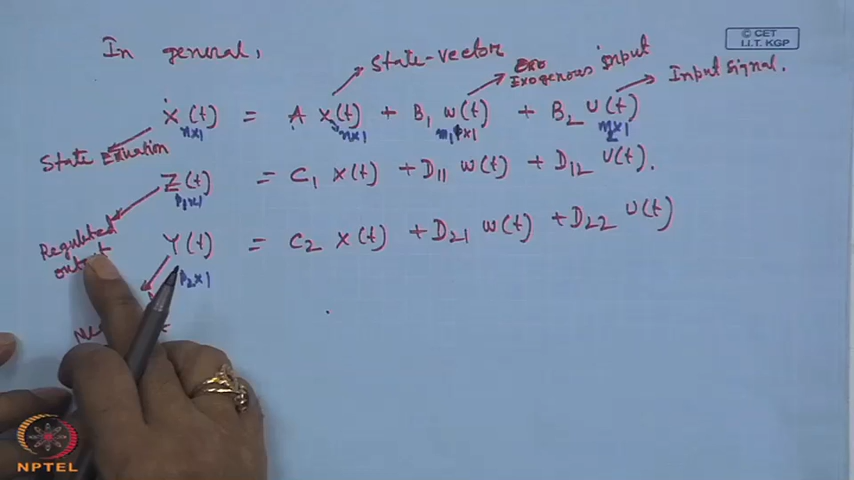 In general,
© CET
I.I.T. KGP
State-vector
Exogenous input
Input signal.
Ẋ(t) = A X(t) + B₁ w(t) + B₂ U(t)
n×1 n×1 m₁×1 m₂×1
State Equation
Z(t) = C₁ X(t) + D₁₁ w(t) + D₁₂ U(t).
p₁×1
Regulated
output
Y(t) = C₂ X(t) + D₂₁ w(t) + D₂₂ U(t)
p₂×1
NPTEL